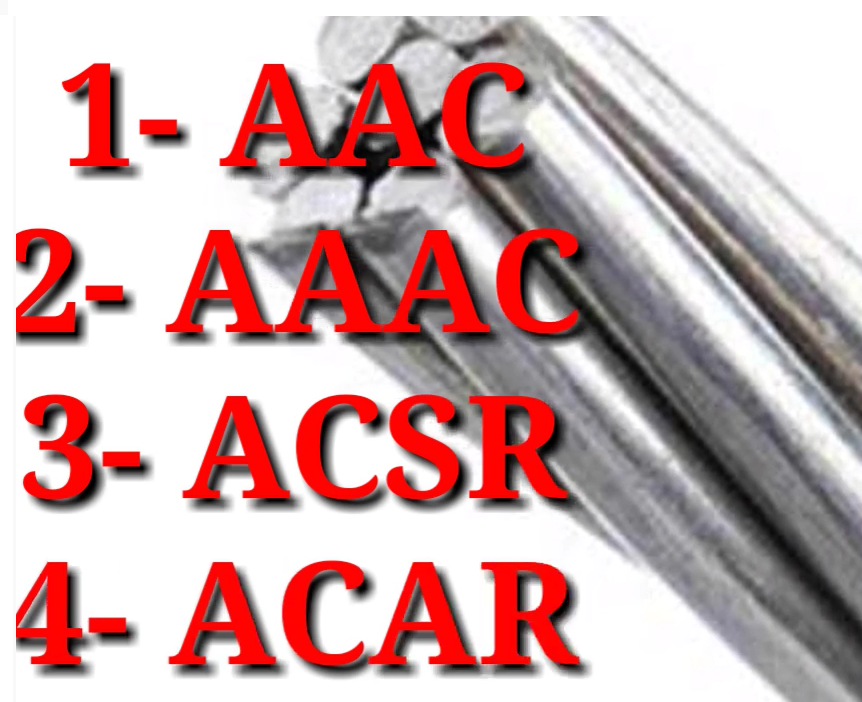 1- AAC
2- AAAC
3- ACSR
4- ACAR